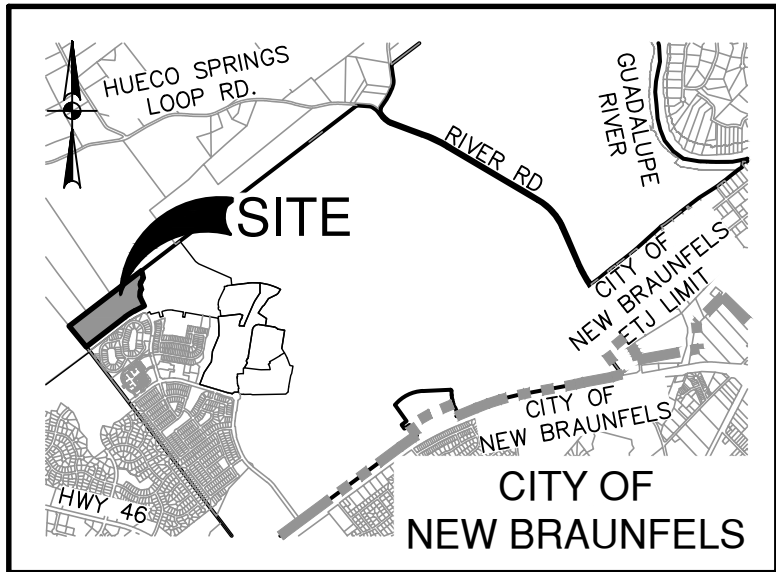 HUECO SPRINGS
LOOP RD.
GUADALUPE
RIVER
RIVER RD
SITE
CITY OF
NEW BRAUNFELS
ETJ LIMIT
CITY OF
NEW BRAUNFELS
HWY 46
CITY OF
NEW BRAUNFELS